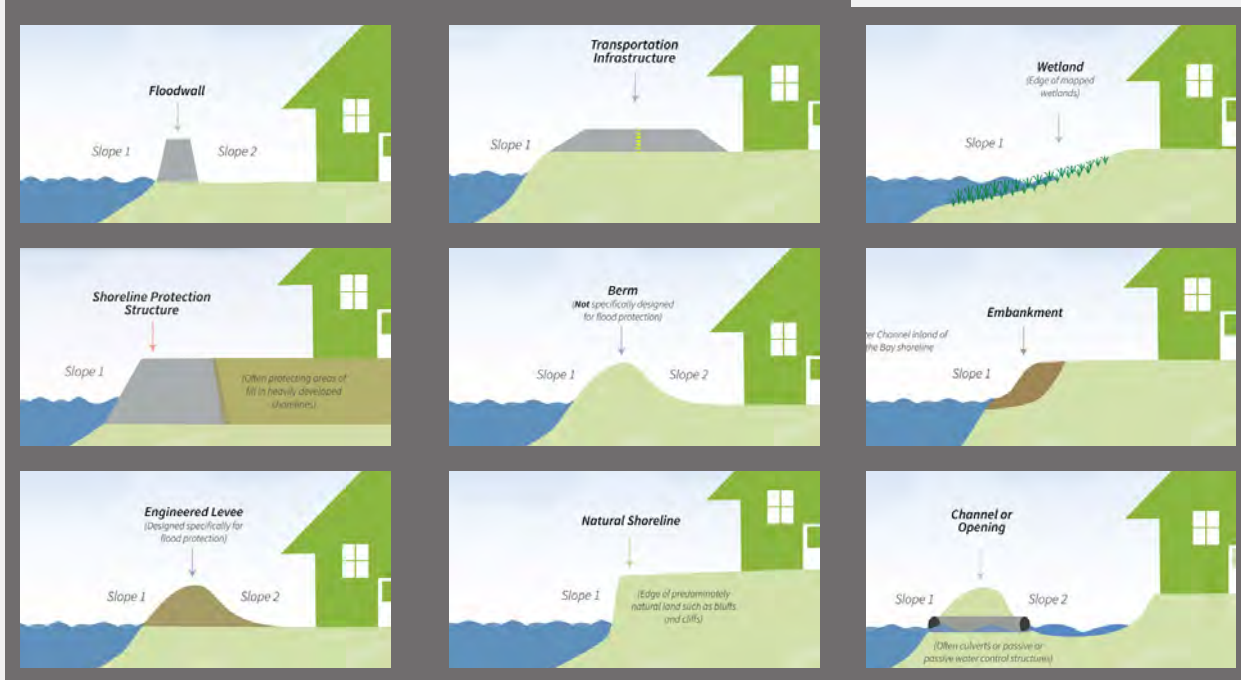 Floodwall
Slope 1
Slope 2
Transportation
Infrastructure
Slope 1
Wetland
(Edge of mapped
wetlands)
Slope 1
Shoreline Protection
Structure
Slope 1
(Often protecting areas of
fill in heavily developed
shorelines)
Berm
(Not specifically designed
for flood protection)
Slope 1
Slope 2
Embankment
er Channel inland of
the Bay shoreline
Slope 1
Engineered Levee
(Designed specifically for
flood protection)
Slope 1
Slope 2
Natural Shoreline
Slope 1
(Edge of predominately
natural land such as bluffs
and cliffs)
Channel or
Opening
Slope 1
Slope 2
(Often culverts or passive or
passive water control structures)